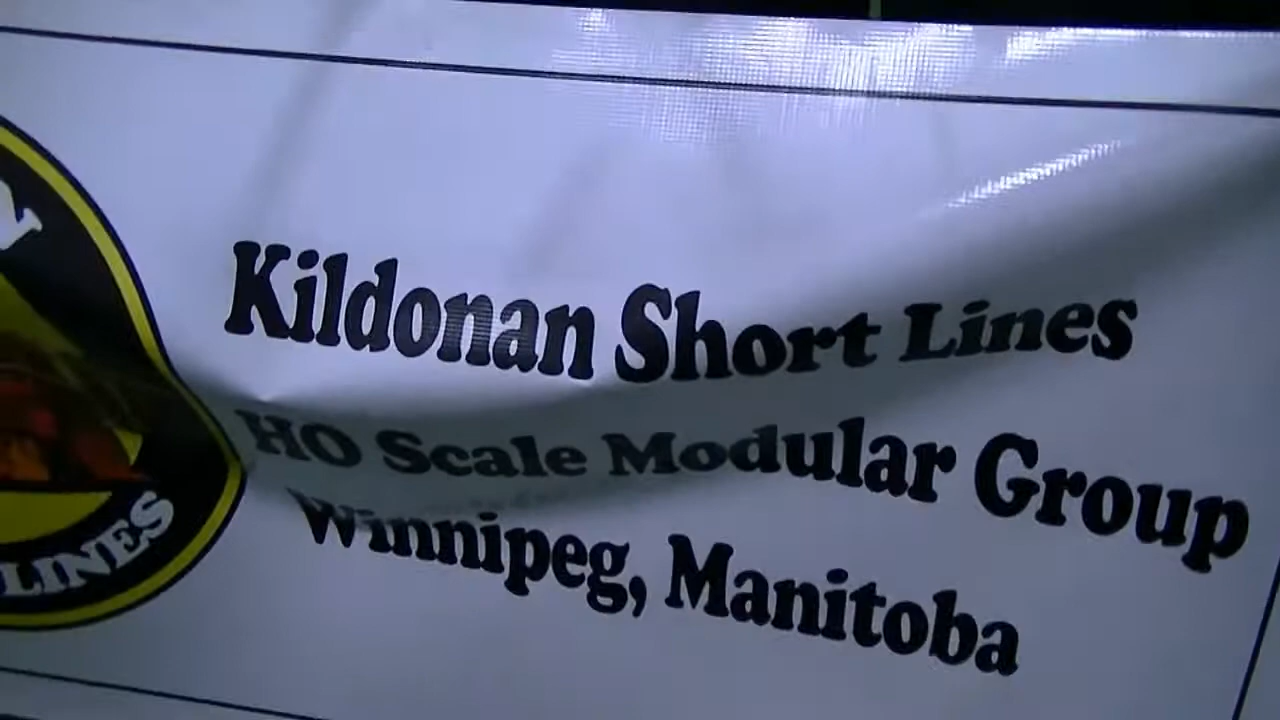 Kildonan Short Lines
HO Scale Modular Group
Winnipeg, Manitoba
LINES